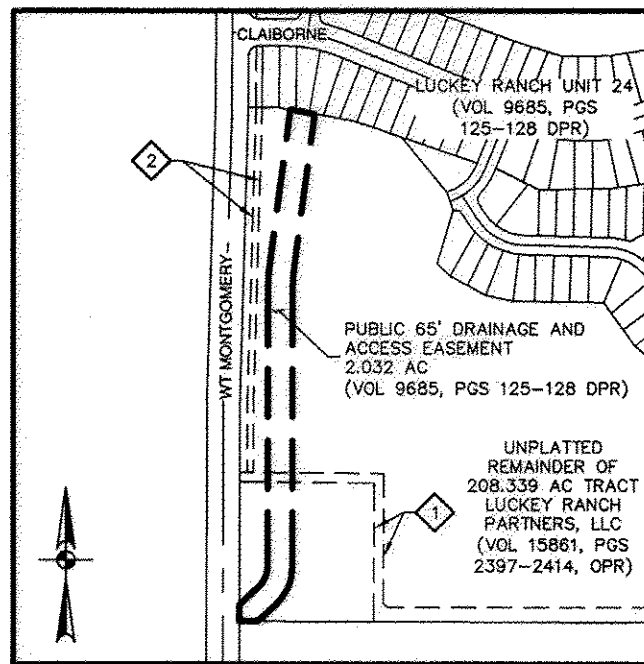 CLAIBORNE
LUCKEY RANCH UNIT 24
(VOL 9685, PGS
125-128 DPR)
2
WT MONTGOMERY
PUBLIC 65' DRAINAGE AND
ACCESS EASEMENT
2.032 AC
(VOL 9685, PGS 125-128 DPR)
UNPLATTED
REMAINDER OF
208.339 AC TRACT
LUCKEY RANCH
PARTNERS, LLC
(VOL 15861, PGS
2397-2414, OPR)
1